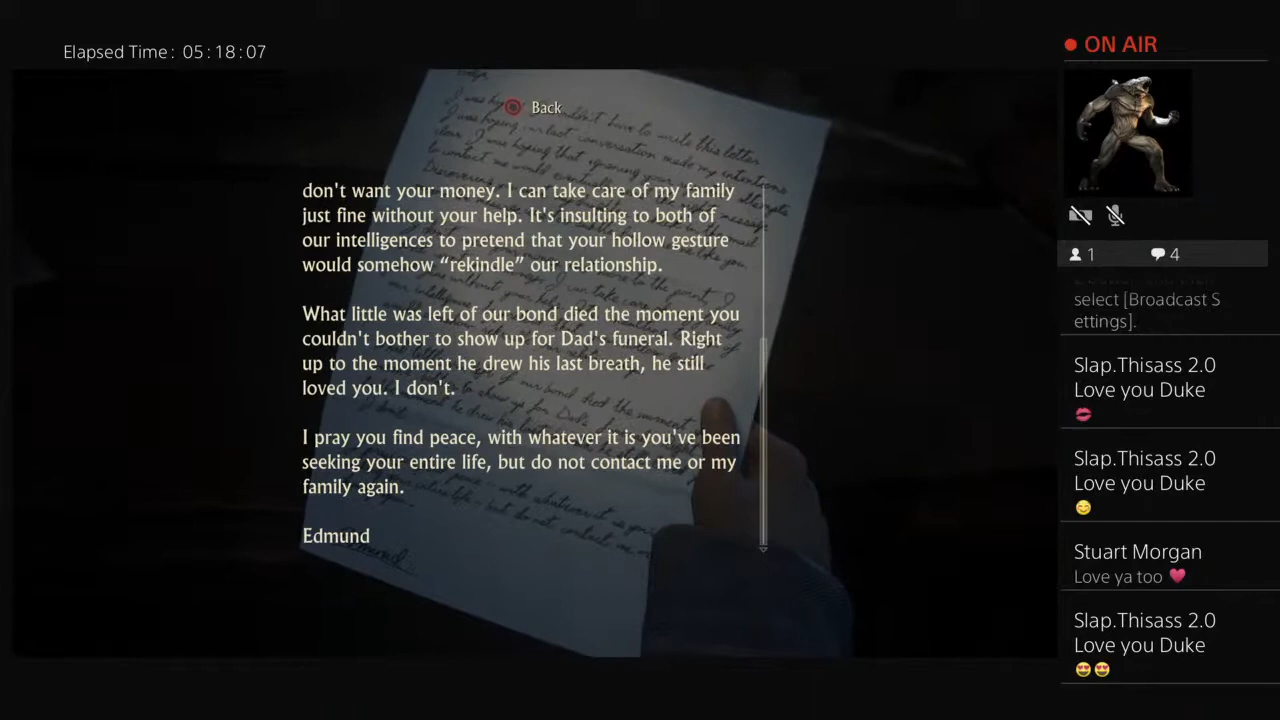 Elapsed Time: 05:18:07
ON AIR
Back
don't want your money. I can take care of my family
just fine without your help. It's insulting to both of
our intelligences to pretend that your hollow gesture
would somehow “rekindle” our relationship.
What little was left of our bond died the moment you
couldn't bother to show up for Dad's funeral. Right
up to the moment he drew his last breath, he still
loved you. I don't.
I pray you find peace, with whatever it is you've been
seeking your entire life, but do not contact me or my
family again.
Edmund
1
4
select [Broadcast S
ettings].
Slap.Thisass 2.0
Love you Duke
💋
Slap.Thisass 2.0
Love you Duke
😊
Stuart Morgan
Love ya too ♥
Slap.Thisass 2.0
Love you Duke
😍😍